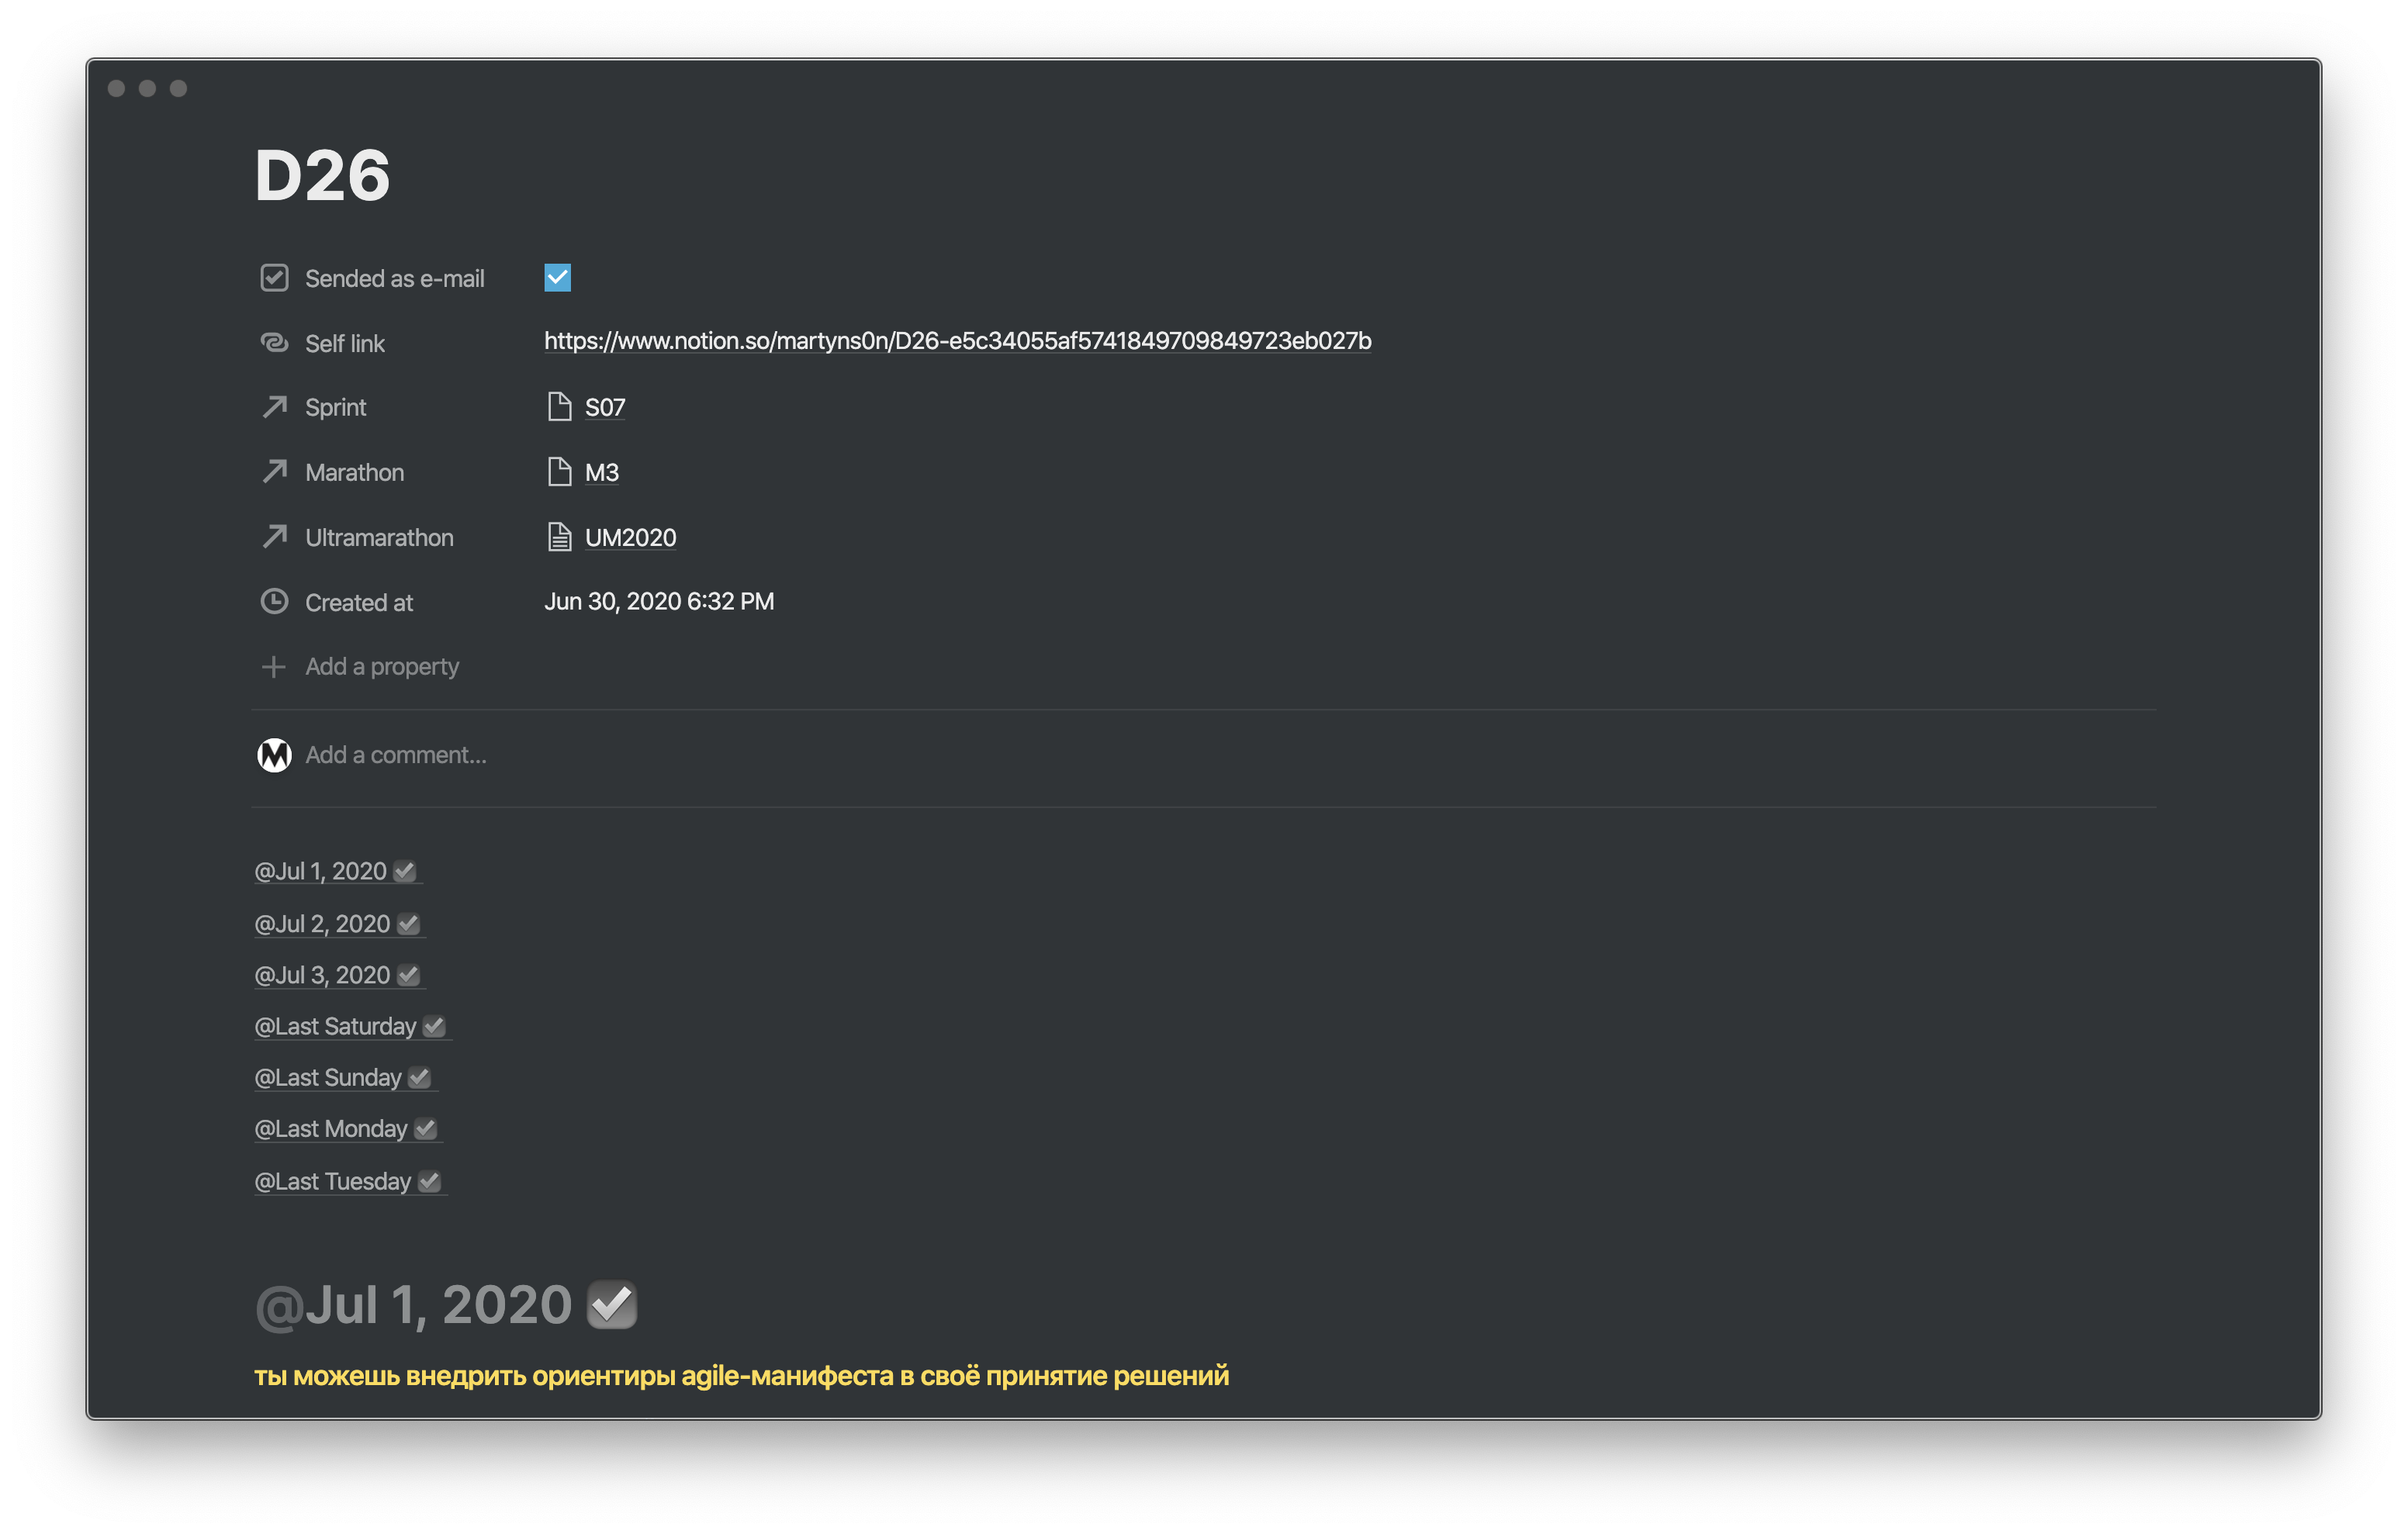 D26
Sended as e-mail
Self link https://www.notion.so/martyns0n/D26-e5c34055af5741849709849723eb027b
Sprint S07
Marathon M3
Ultramarathon UM2020
Created at Jun 30, 2020 6:32 PM
Add a property
M Add a comment...
@Jul 1, 2020
@Jul 2, 2020
@Jul 3, 2020
@Last Saturday
@Last Sunday
@Last Monday
@Last Tuesday
@Jul 1, 2020
ты можешь внедрить ориентиры agile-манифеста в своё принятие решений